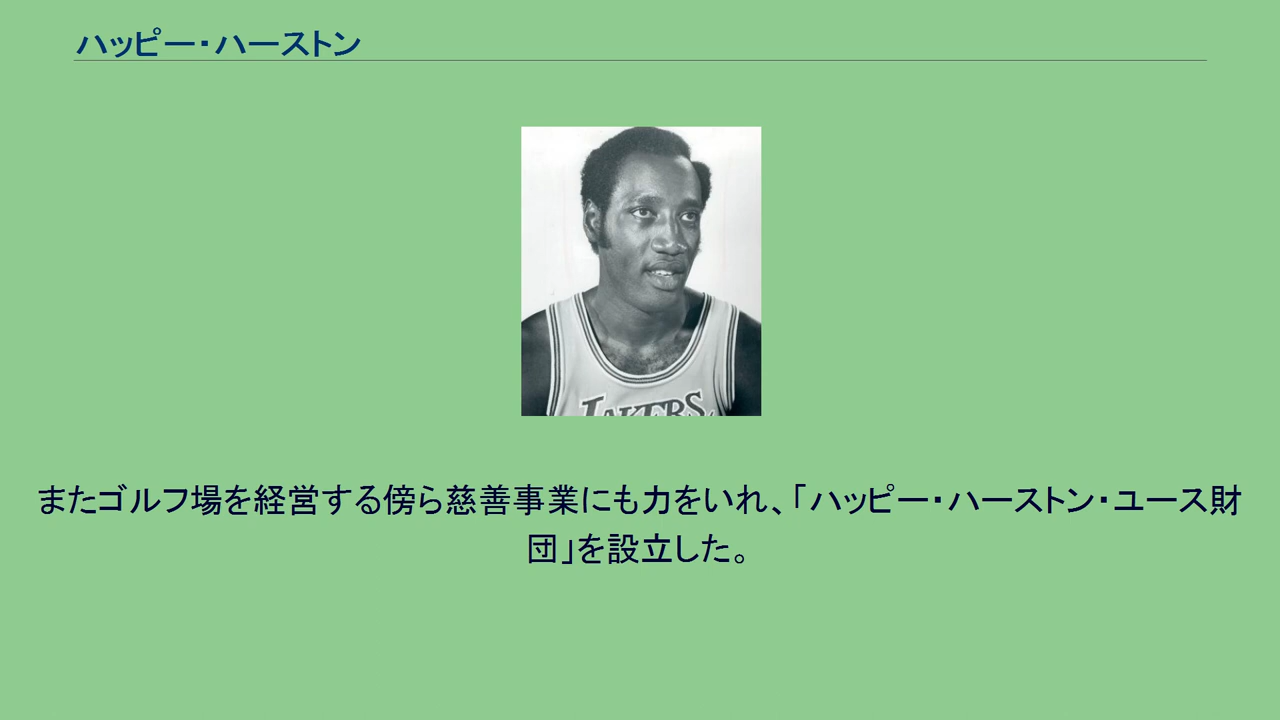 ハッピー・ハーストン
LAKERS
またゴルフ場を経営する傍ら慈善事業にも力をいれ、「ハッピー・ハーストン・ユース財
団」を設立した。